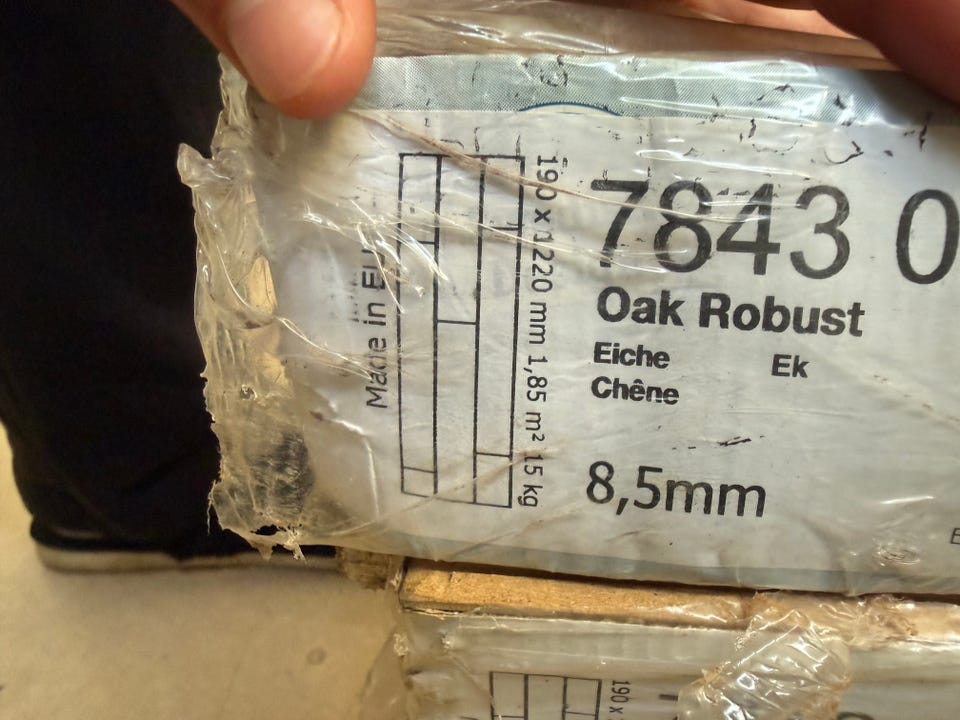 7843 0
Oak Robust
Eiche Ek
Chêne
8,5mm
190 x 1220 mm 1,85 m² 15 kg
Made in EU
190 x